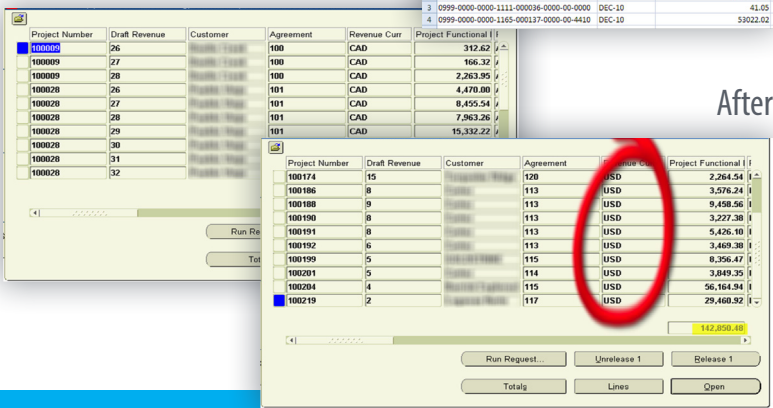 3 0999-0000-0000-1111-000036-0000-00-0000 DEC-10 41.05
4 0999-0000-0000-1165-000137-0000-00-4410 DEC-10 53022.02
Project Number Draft Revenue Customer Agreement Revenue Curr Project Functional
100009 26 100 CAD 312.62
100009 27 100 CAD 166.32
100009 28 100 CAD 2,263.95
100028 26 101 CAD 4,470.00
100028 27 101 CAD 8,455.54
100028 28 101 CAD 7,963.26
100028 29 101 CAD 15,332.22
100028 30
100028 31
100028 32
Run Re
Tot
After
Project Number Draft Revenue Customer Agreement Project Functional
100174 15 120 USD 2,264.54
100186 8 113 USD 3,576.24
100188 9 113 USD 9,458.56
100190 8 113 USD 3,227.38
100191 8 113 USD 5,426.10
100192 6 113 USD 3,469.38
100199 5 115 USD 8,356.47
100201 5 114 USD 3,849.35
100204 4 115 USD 56,164.94
100219 2 117 USD 29,460.92
142,850.48
Run Request... Unrelease 1 Release 1
Totals Lines Open